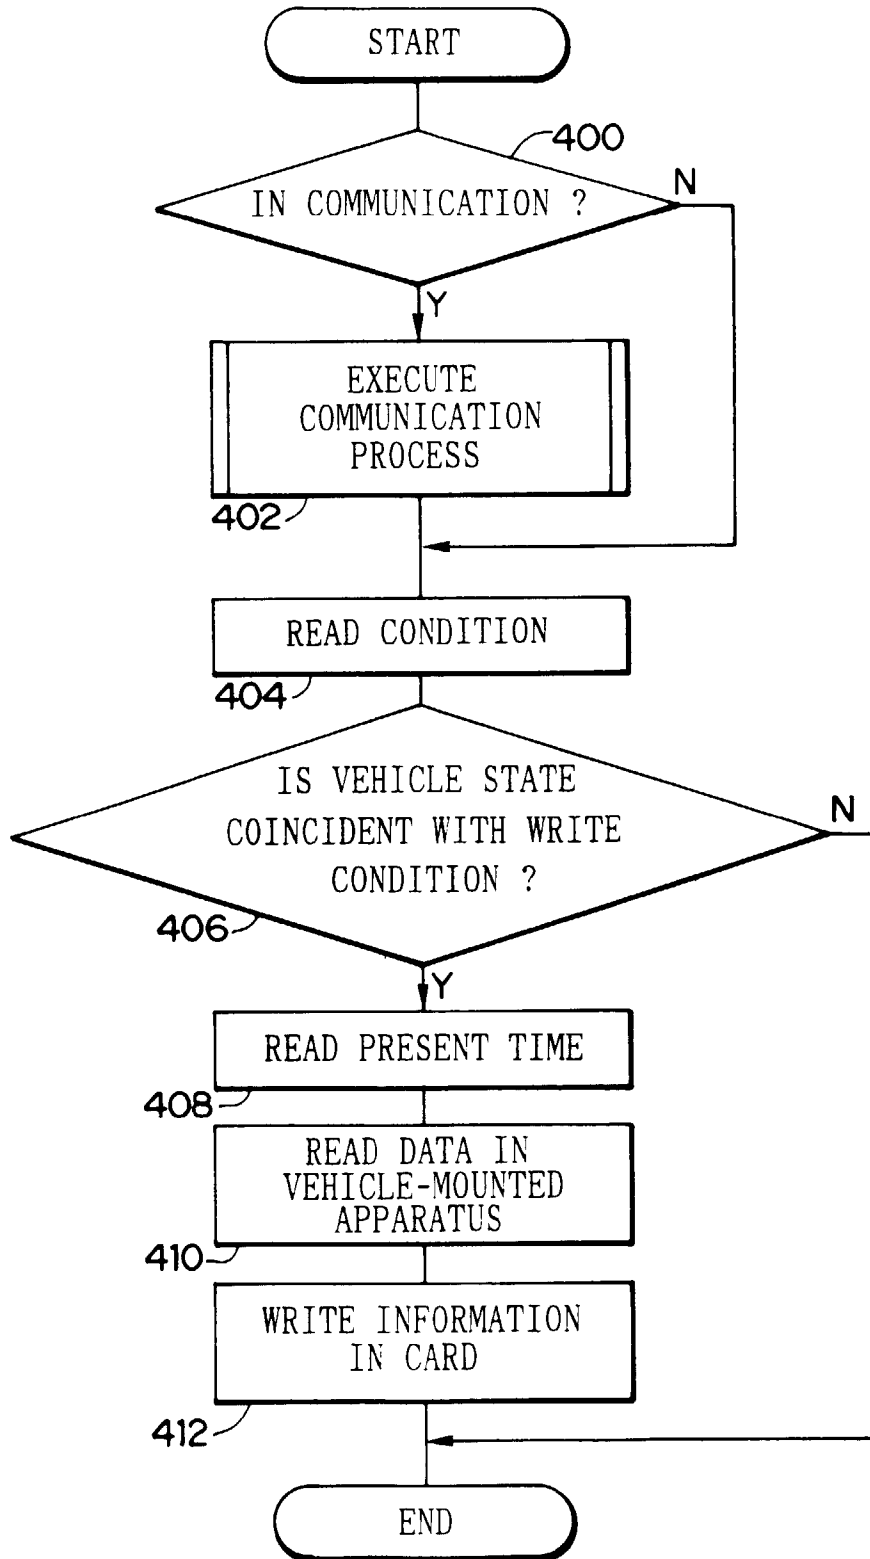 START
400
IN COMMUNICATION ?
N
Y
EXECUTE
COMMUNICATION
PROCESS
402
READ CONDITION
404
IS VEHICLE STATE
COINCIDENT WITH WRITE
CONDITION ?
N
406
Y
READ PRESENT TIME
408
READ DATA IN
VEHICLE-MOUNTED
APPARATUS
410
WRITE INFORMATION
IN CARD
412
END